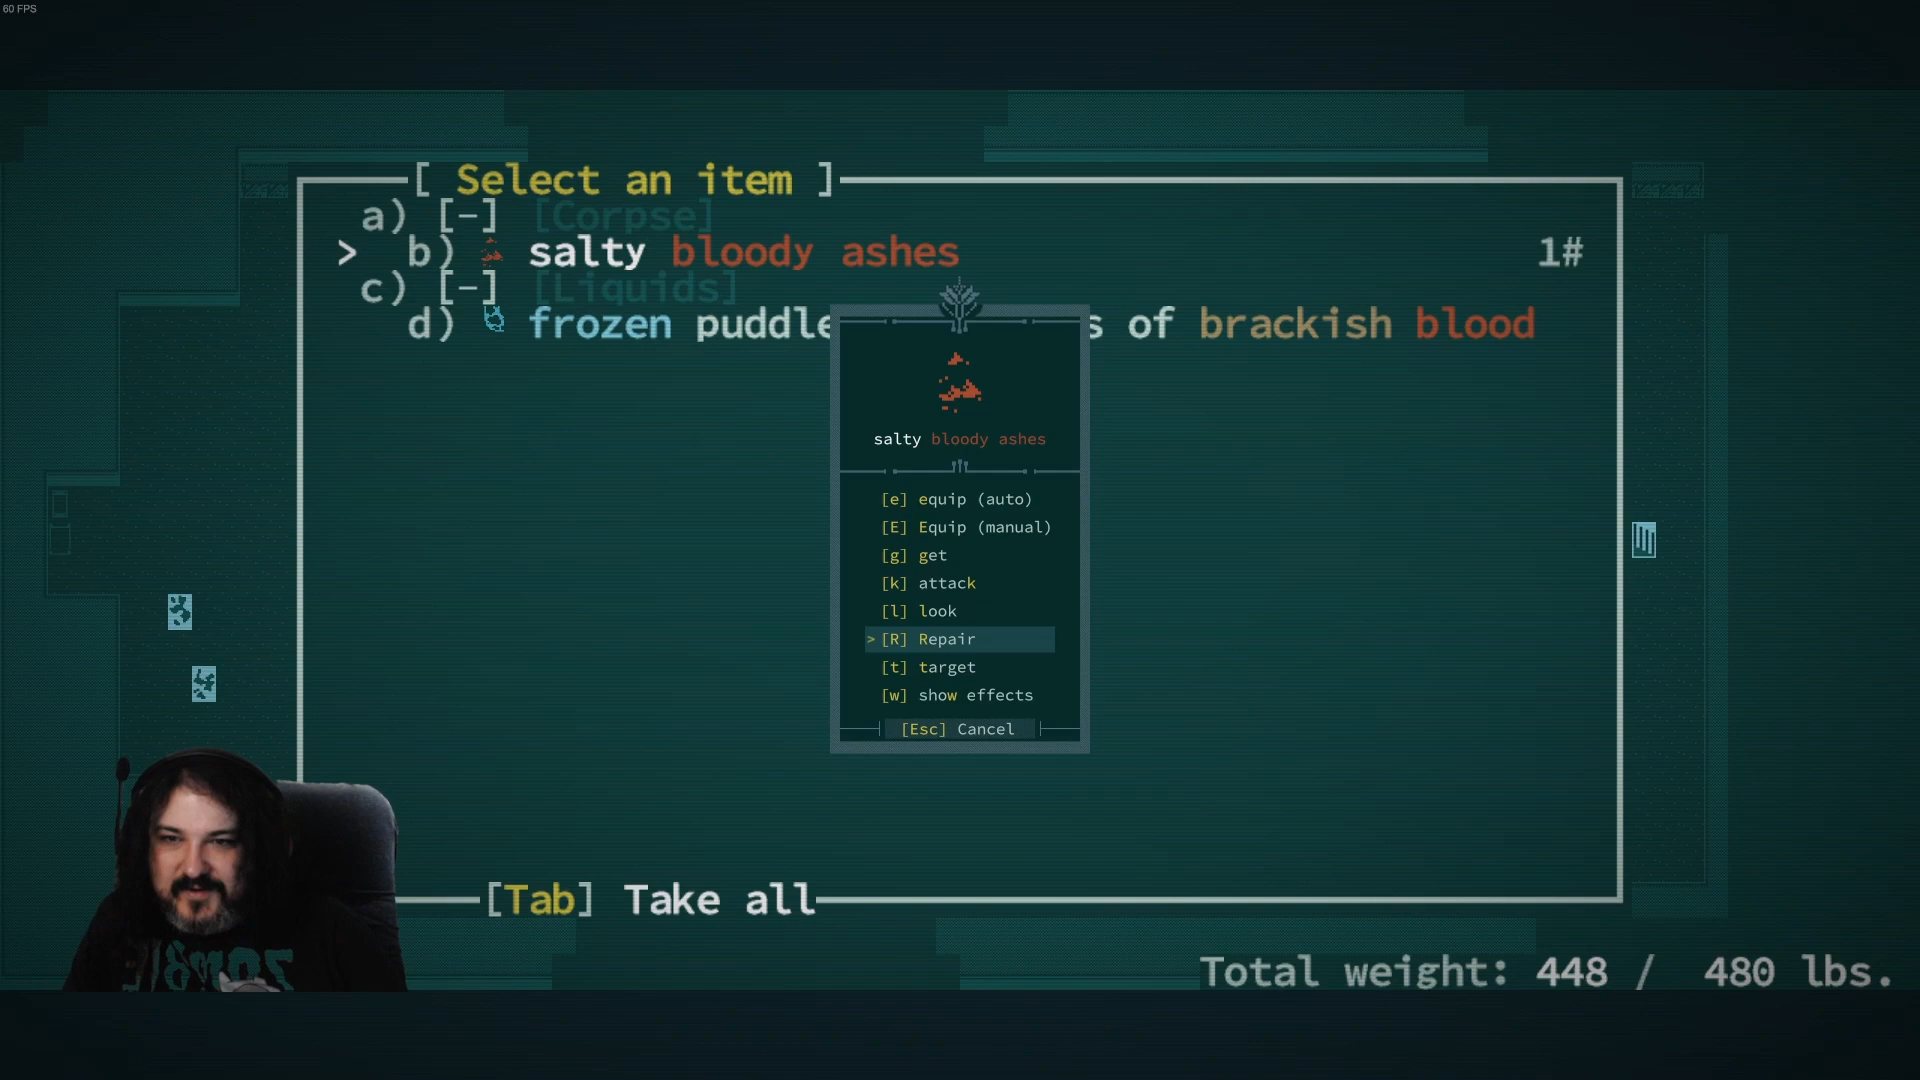 60 FPS
[ Select an item ]
a) [-] [Corpse]
> b) salty bloody ashes 1#
c) [-] [Liquids]
d) frozen puddle s of brackish blood
salty bloody ashes
[e] equip (auto)
[E] Equip (manual)
[g] get
[k] attack
[l] look
> [R] Repair
[t] target
[w] show effects
[Esc] Cancel
[Tab] Take all
Total weight: 448 / 480 lbs.